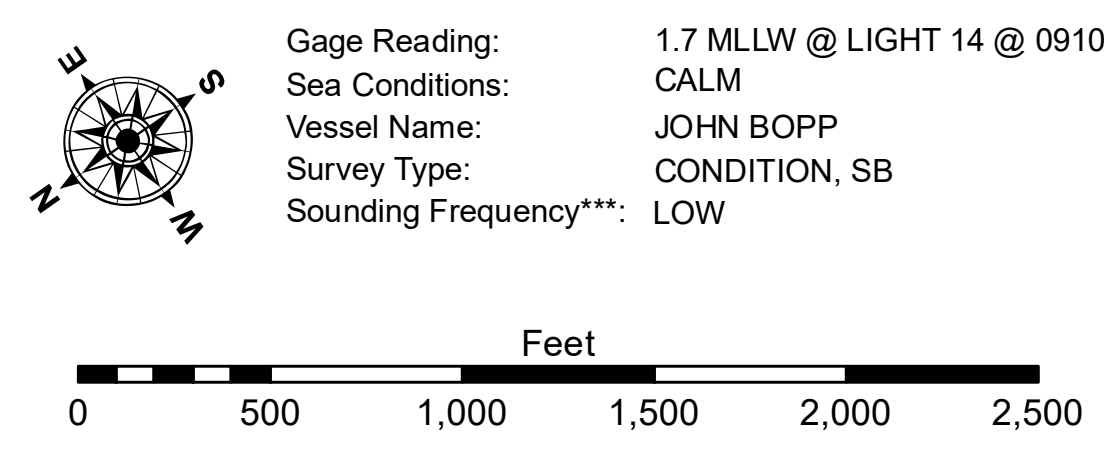 E
S
N
W
Gage Reading: 1.7 MLLW @ LIGHT 14 @ 0910
Sea Conditions: CALM
Vessel Name: JOHN BOPP
Survey Type: CONDITION, SB
Sounding Frequency***: LOW
Feet
0 500 1,000 1,500 2,000 2,500